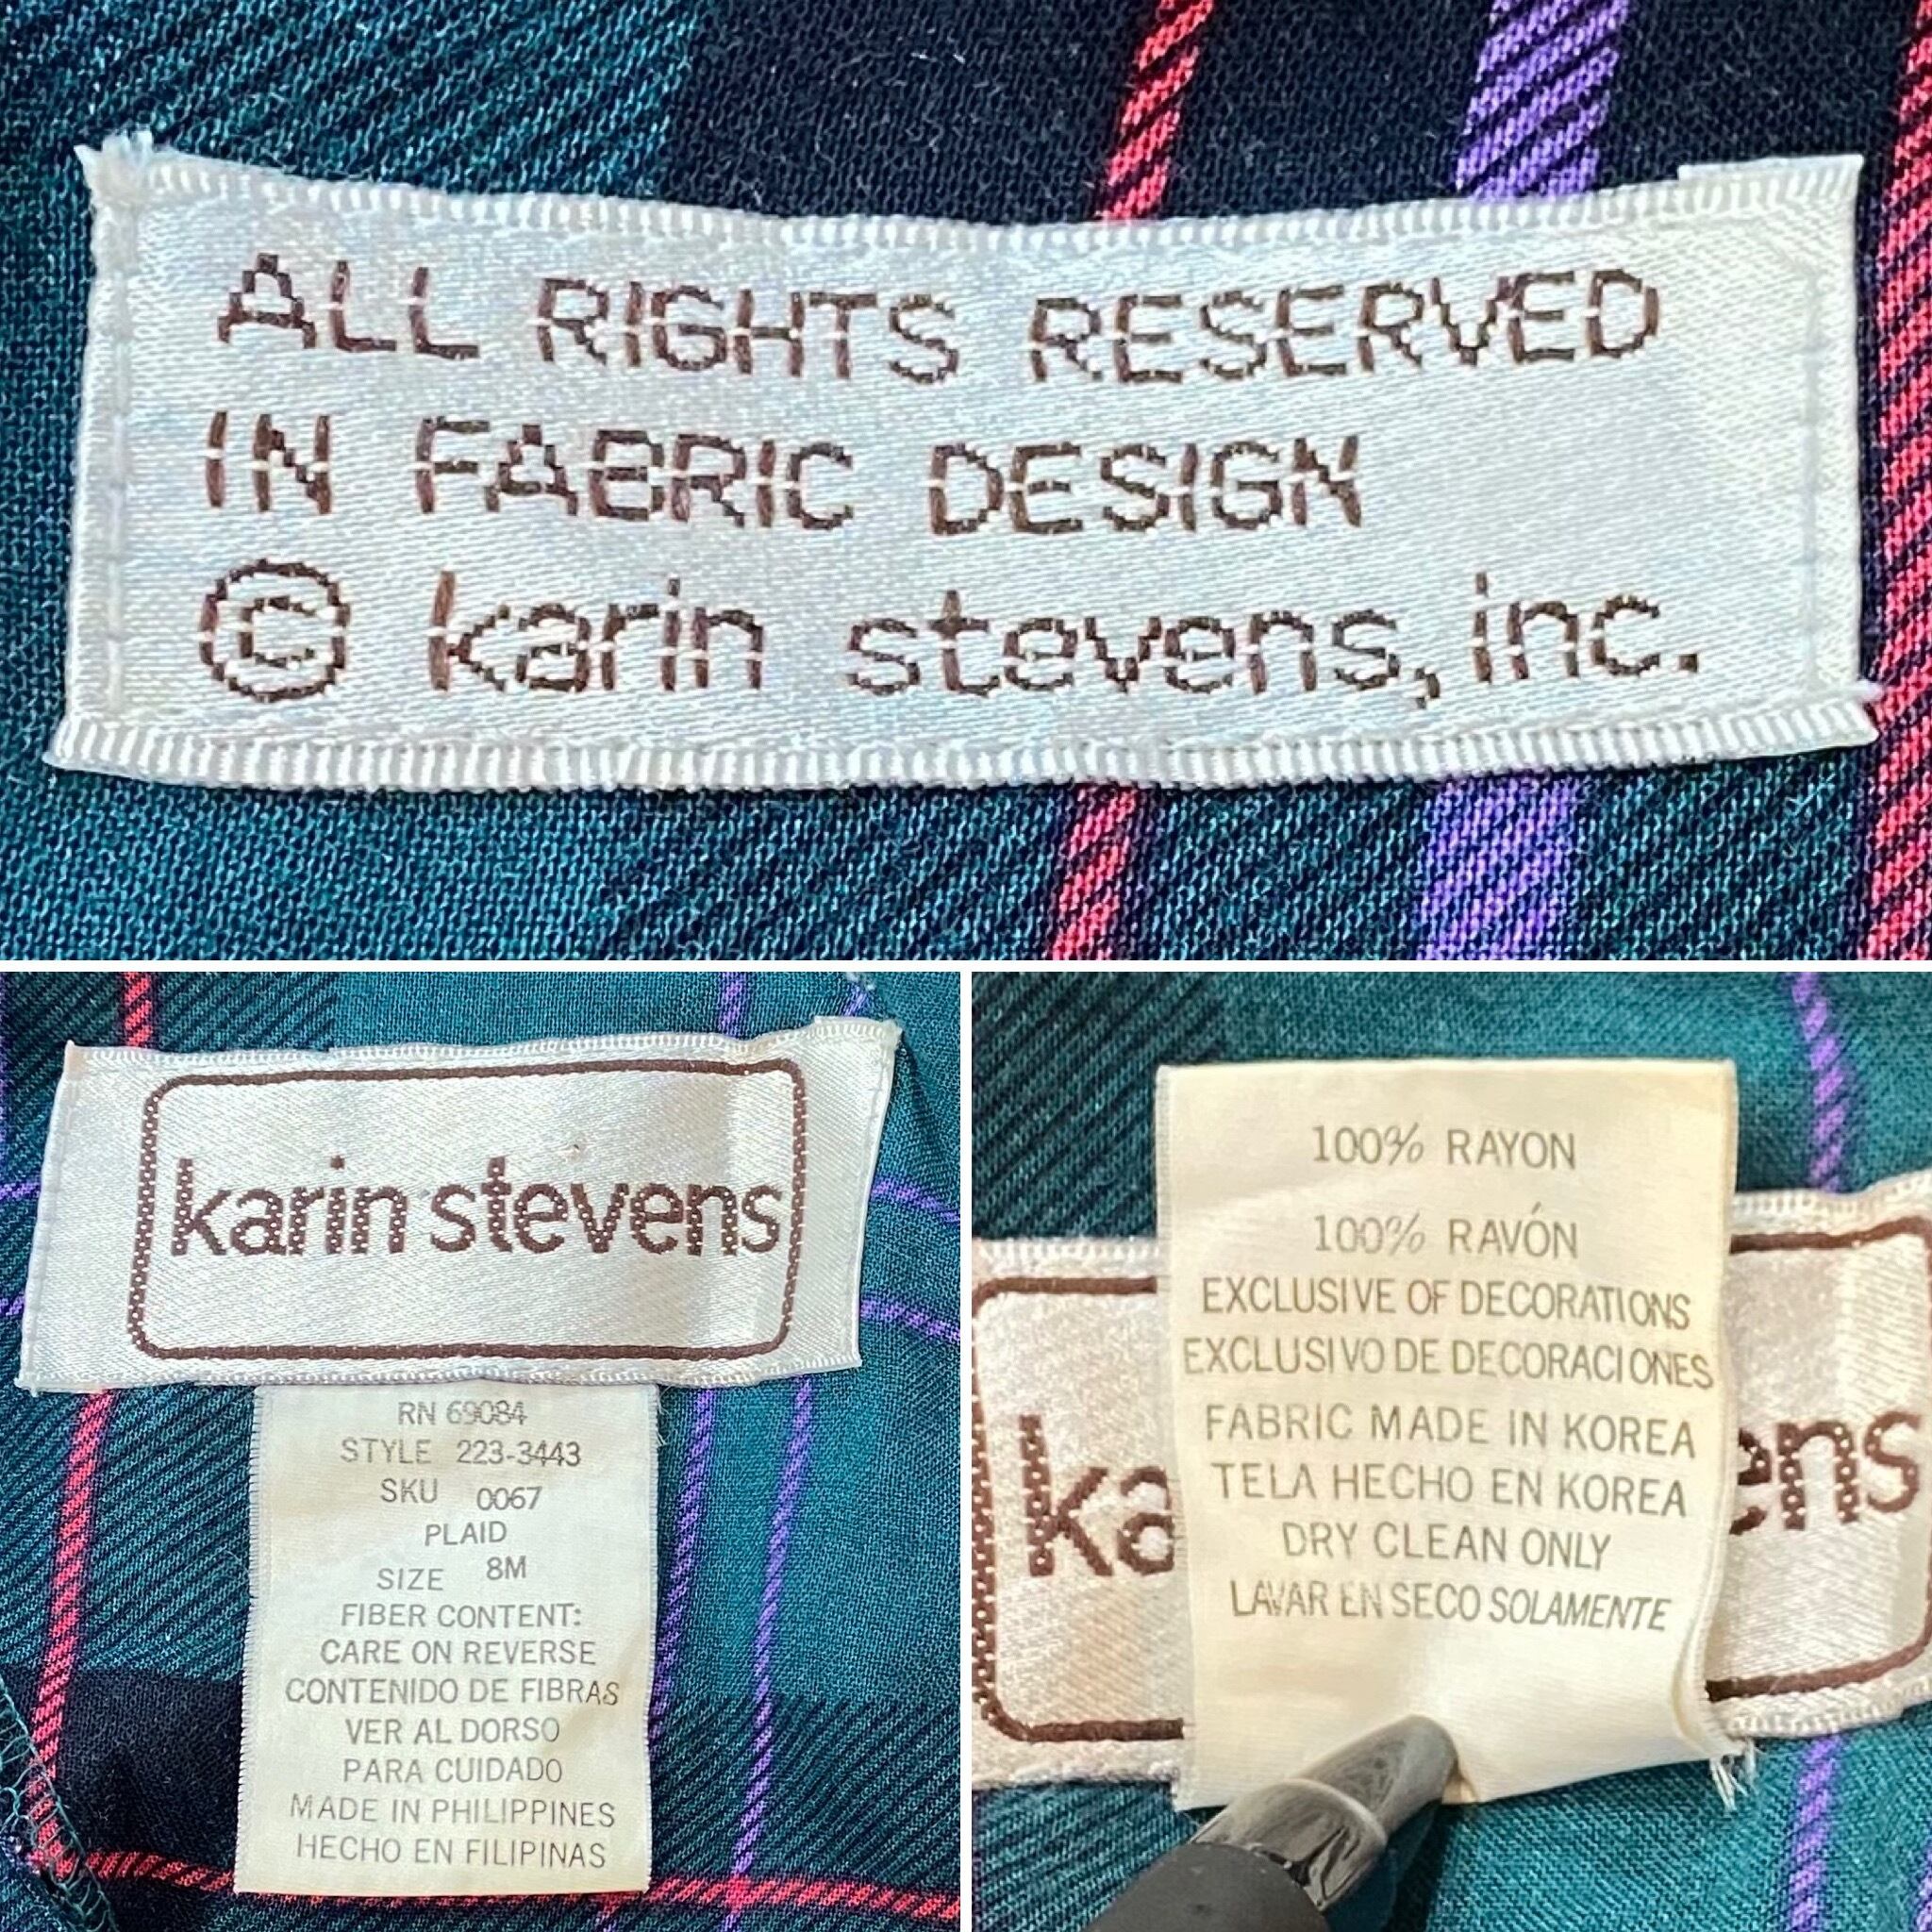 ALL RIGHTS RESERVED
IN FABRIC DESIGN
© karin stevens, inc.
karin stevens
RN 69084
STYLE 223-3443
SKU 0067
PLAID
SIZE 8M
FIBER CONTENT:
CARE ON REVERSE
CONTENIDO DE FIBRAS
VER AL DORSO
PARA CUIDADO
MADE IN PHILIPPINES
HECHO EN FILIPINAS
100% RAYON
100% RAVÓN
EXCLUSIVE OF DECORATIONS
EXCLUSIVO DE DECORACIONES
FABRIC MADE IN KOREA
TELA HECHO EN KOREA
DRY CLEAN ONLY
LAVAR EN SECO SOLAMENTE
ka ens